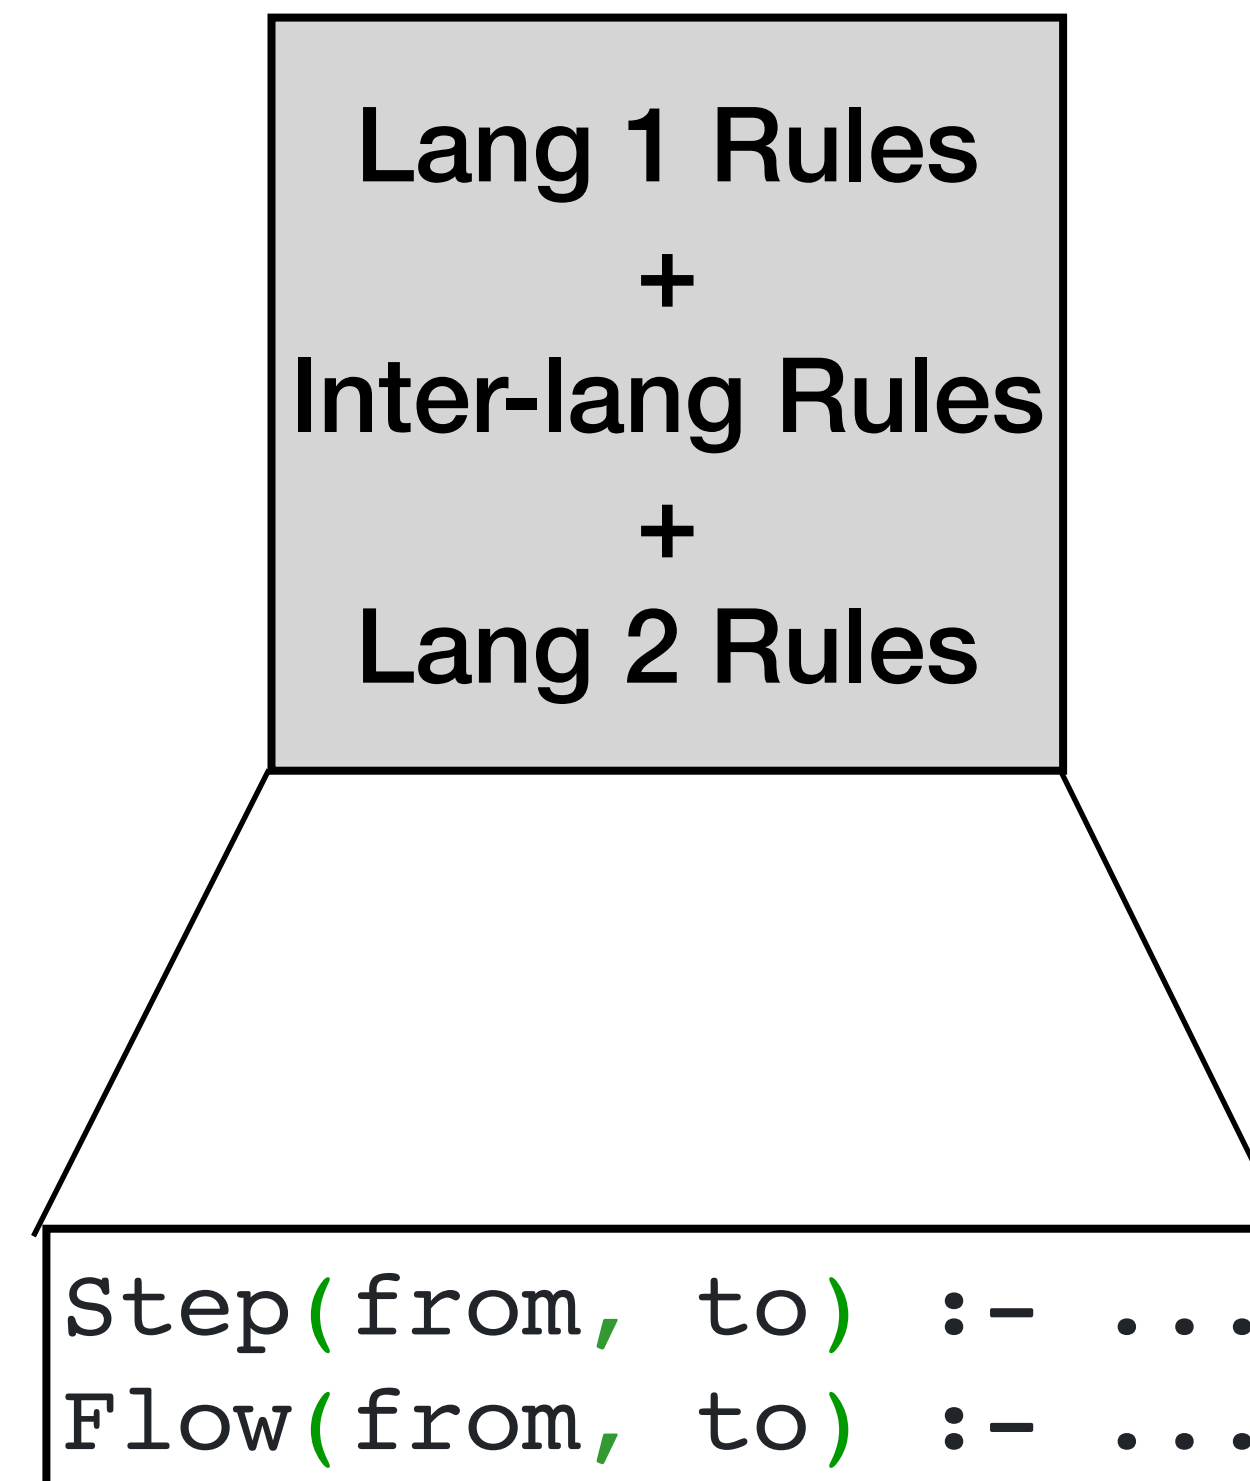 Lang 1 Rules
+
Inter-lang Rules
+
Lang 2 Rules
Step(from, to) :- ...
Flow(from, to) :- ...